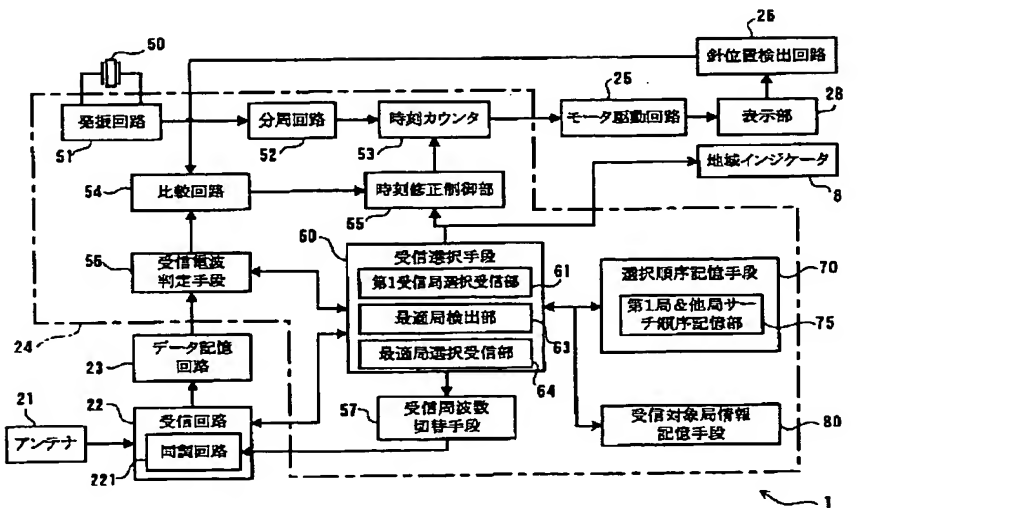 50
26
針位置検出回路
発振回路
51
分周回路
52
時刻カウンタ
53
25
モータ駆動回路
表示部
28
地域インジケータ
8
54
比較回路
時刻修正制御部
55
56
受信電波
判定手段
60
受信選択手段
第1受信局選択受信部
61
最適局検出部
63
最適局選択受信部
64
選択順序記憶手段
70
第1局&他局サー
チ順序記憶部
75
24
23
データ記憶
回路
57
受信周波数
切替手段
受信対象局情報
記憶手段
80
21
アンテナ
22
受信回路
同調回路
221
1